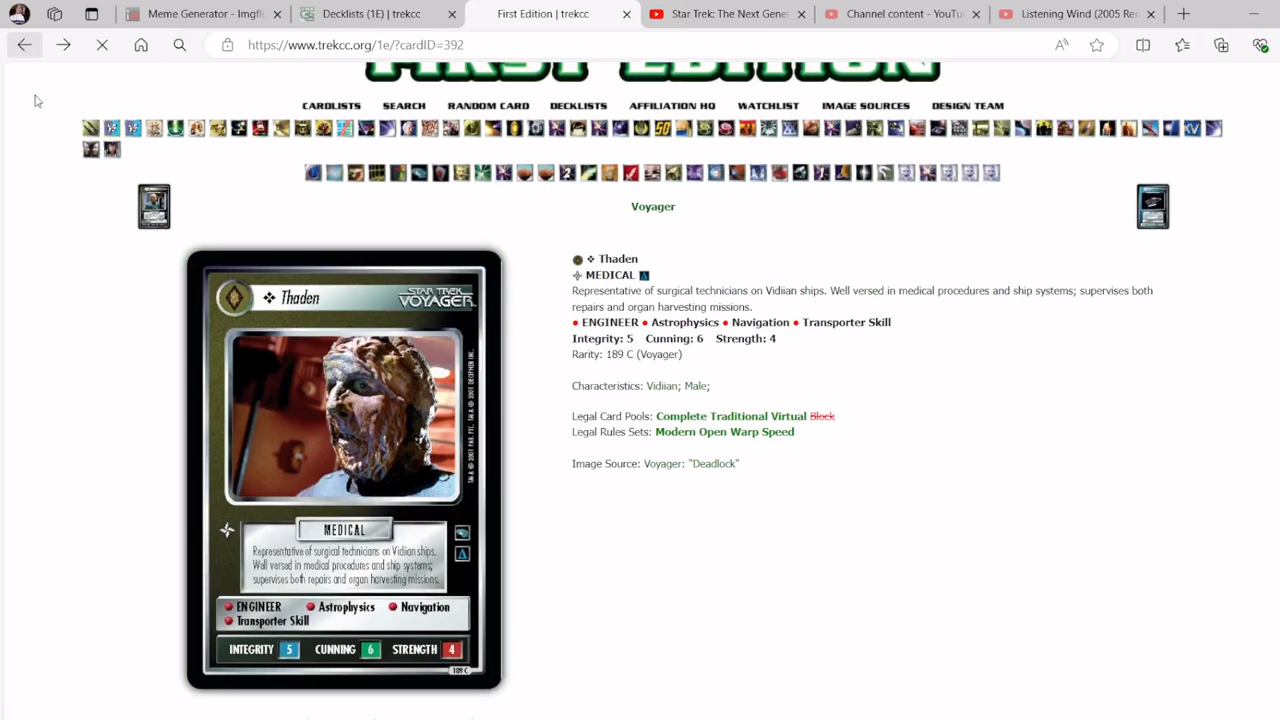 Meme Generator - Imgfli
Decklists (1E) | trekcc
First Edition | trekcc
Star Trek: The Next Gene
Channel content - YouTu
Listening Wind (2005 Re
https://www.trekcc.org/1e/?cardID=392
FIRST EDITION
CARDLISTS SEARCH RANDOM CARD DECKLISTS AFFILIATION HQ WATCHLIST IMAGE SOURCES DESIGN TEAM
Voyager
❖ Thaden
MEDICAL
Representative of surgical technicians on Vidiian ships. Well versed in medical procedures and ship systems; supervises both
repairs and organ harvesting missions.
● ENGINEER ● Astrophysics ● Navigation ● Transporter Skill
Integrity: 5 Cunning: 6 Strength: 4
Rarity: 189 C (Voyager)
Characteristics: Vidiian; Male;
Legal Card Pools: Complete Traditional Virtual Block
Legal Rules Sets: Modern Open Warp Speed
Image Source: Voyager: "Deadlock"
❖ Thaden
STAR TREK
VOYAGER
MEDICAL
Representative of surgical technicians on Vidiian ships.
Well versed in medical procedures and ship systems;
supervises both repairs and organ harvesting missions.
ENGINEER Astrophysics Navigation
Transporter Skill
INTEGRITY 5 CUNNING 6 STRENGTH 4
189 C